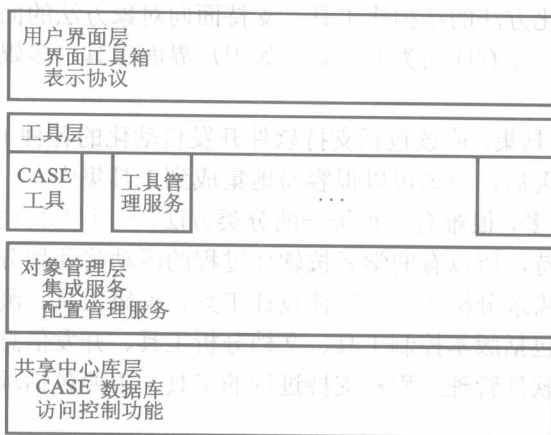 用户界面层
界面工具箱
表示协议
工具层
CASE
工具
工具管
理服务
...
对象管理层
集成服务
配置管理服务
共享中心库层
CASE 数据库
访问控制功能